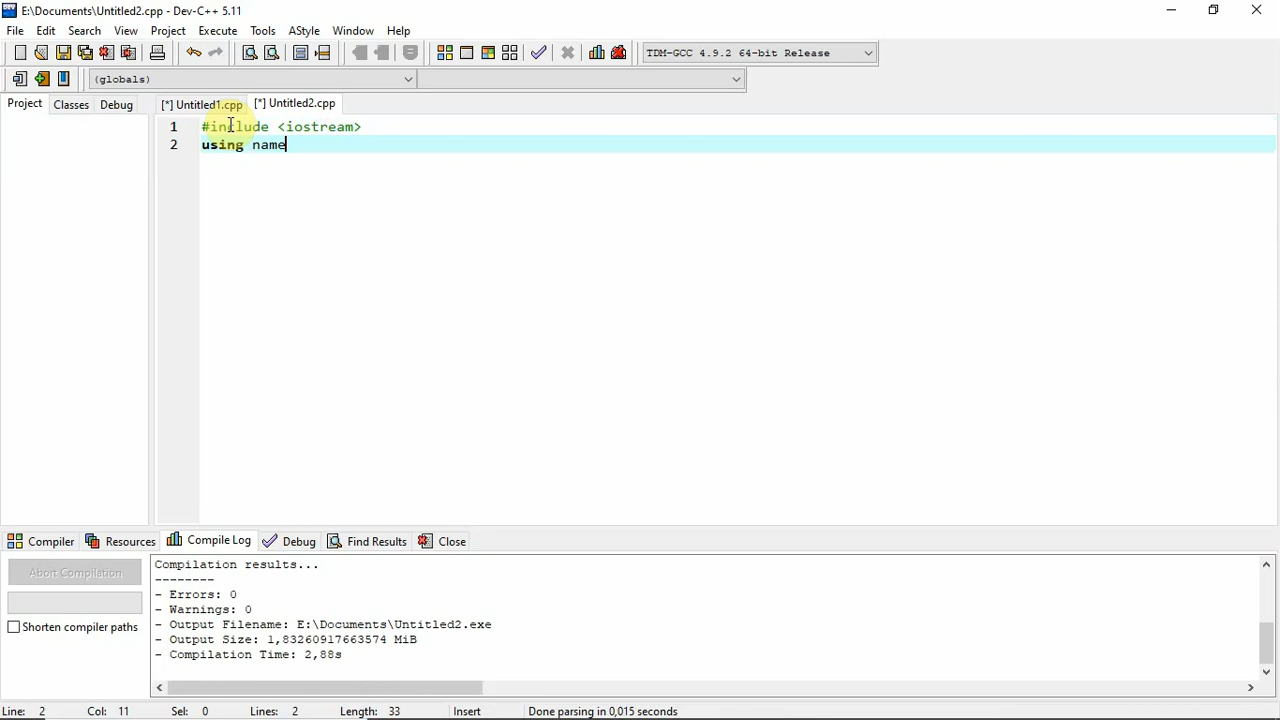 E:\Documents\Untitled2.cpp - Dev-C++ 5.11
File Edit Search View Project Execute Tools AStyle Window Help
TDM-GCC 4.9.2 64-bit Release
(globals)
Project Classes Debug [*] Untitled1.cpp [*] Untitled2.cpp
1 #include <iostream>
2 using name
Compiler Resources Compile Log Debug Find Results Close
Abort Compilation
Shorten compiler paths
Compilation results...
--------
- Errors: 0
- Warnings: 0
- Output Filename: E:\Documents\Untitled2.exe
- Output Size: 1,83260917663574 MiB
- Compilation Time: 2,88s
Line: 2 Col: 11 Sel: 0 Lines: 2 Length: 33 Insert Done parsing in 0,015 seconds